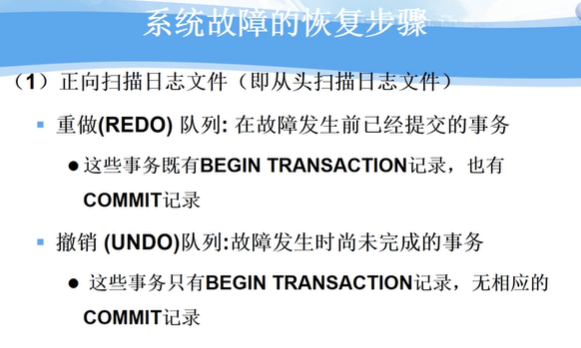 系统故障的恢复步骤
（1）正向扫描日志文件（即从头扫描日志文件）
重做(REDO) 队列: 在故障发生前已经提交的事务
这些事务既有BEGIN TRANSACTION记录，也有
COMMIT记录
撤销 (UNDO)队列:故障发生时尚未完成的事务
这些事务只有BEGIN TRANSACTION记录，无相应的
COMMIT记录